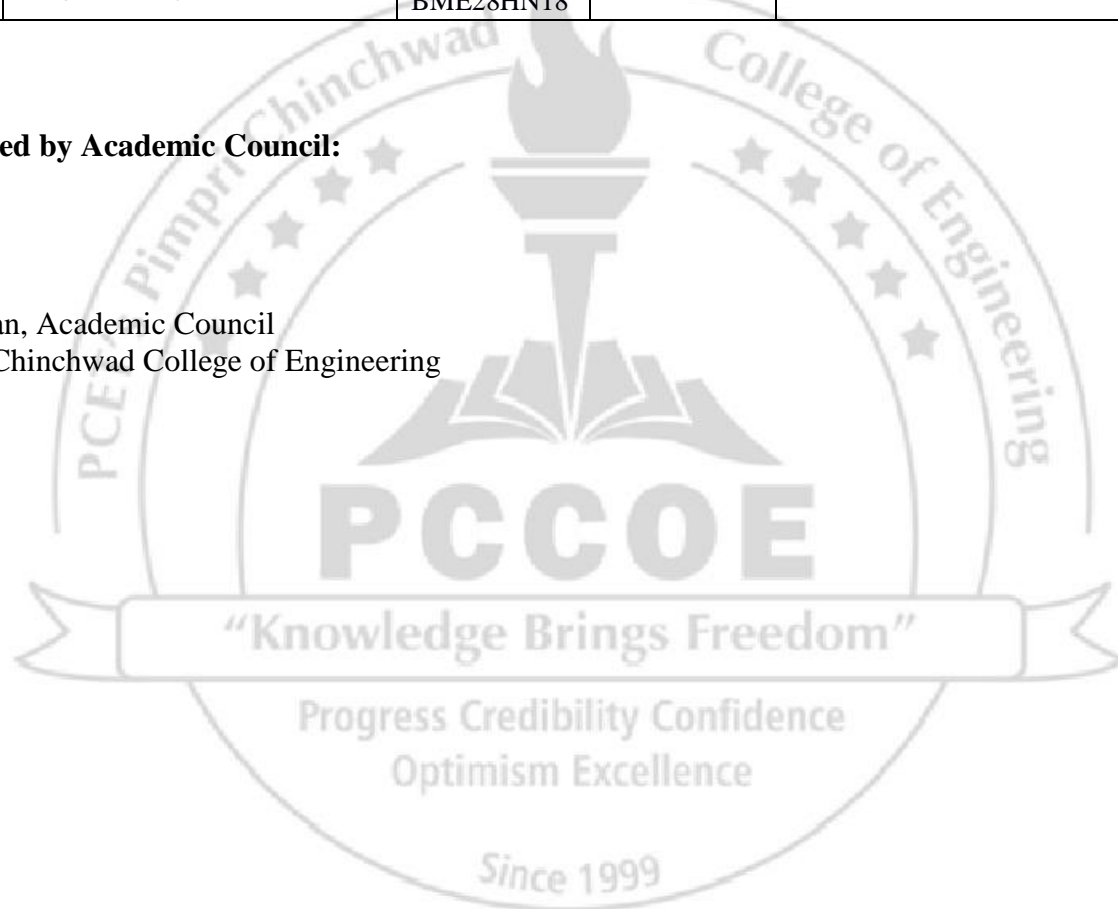 BME28HN18
ed by Academic Council:
an, Academic Council
Chinchwad College of Engineering
PCET's Pimpri Chinchwad College of Engineering
PCCOE
"Knowledge Brings Freedom"
Progress Credibility Confidence
Optimism Excellence
Since 1999